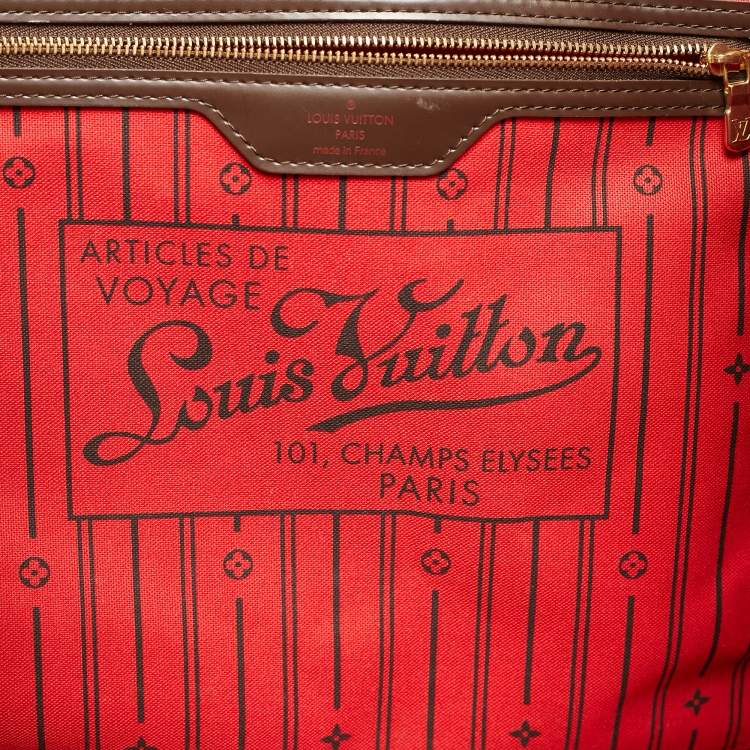 LOUIS VUITTON
PARIS
made in France
ARTICLES DE
VOYAGE
Louis Vuitton
101, CHAMPS ELYSEES
PARIS